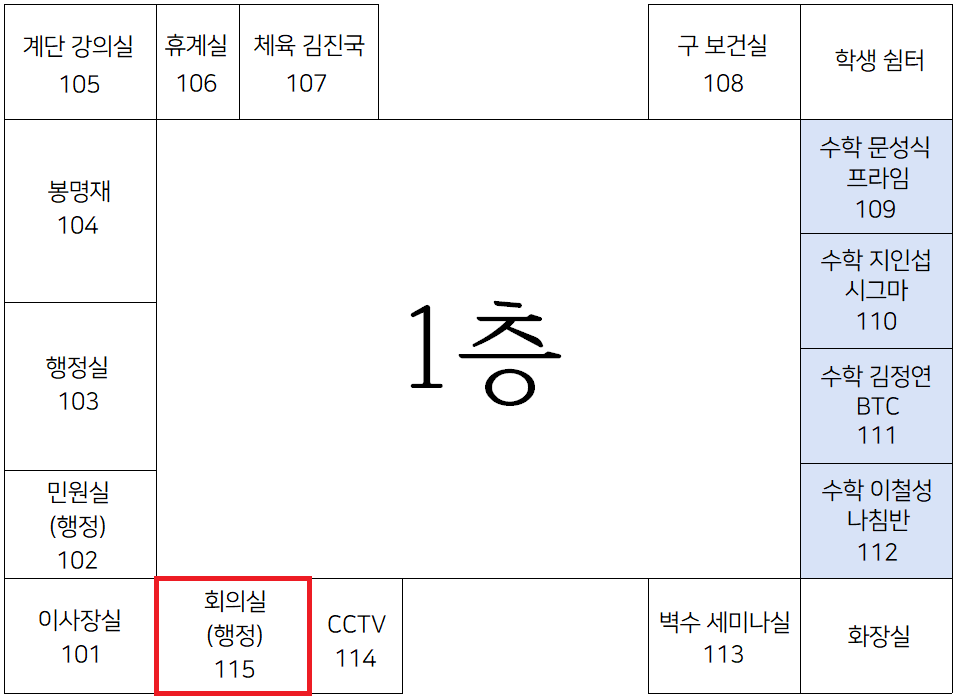 계단 강의실
105
휴계실
106
체육 김진국
107
구 보건실
108
학생 쉼터
봉명재
104
행정실
103
민원실
(행정)
102
1층
수학 문성식
프라임
109
수학 지인섭
시그마
110
수학 김정연
BTC
111
수학 이철성
나침반
112
이사장실
101
회의실
(행정)
115
CCTV
114
벽수 세미나실
113
화장실